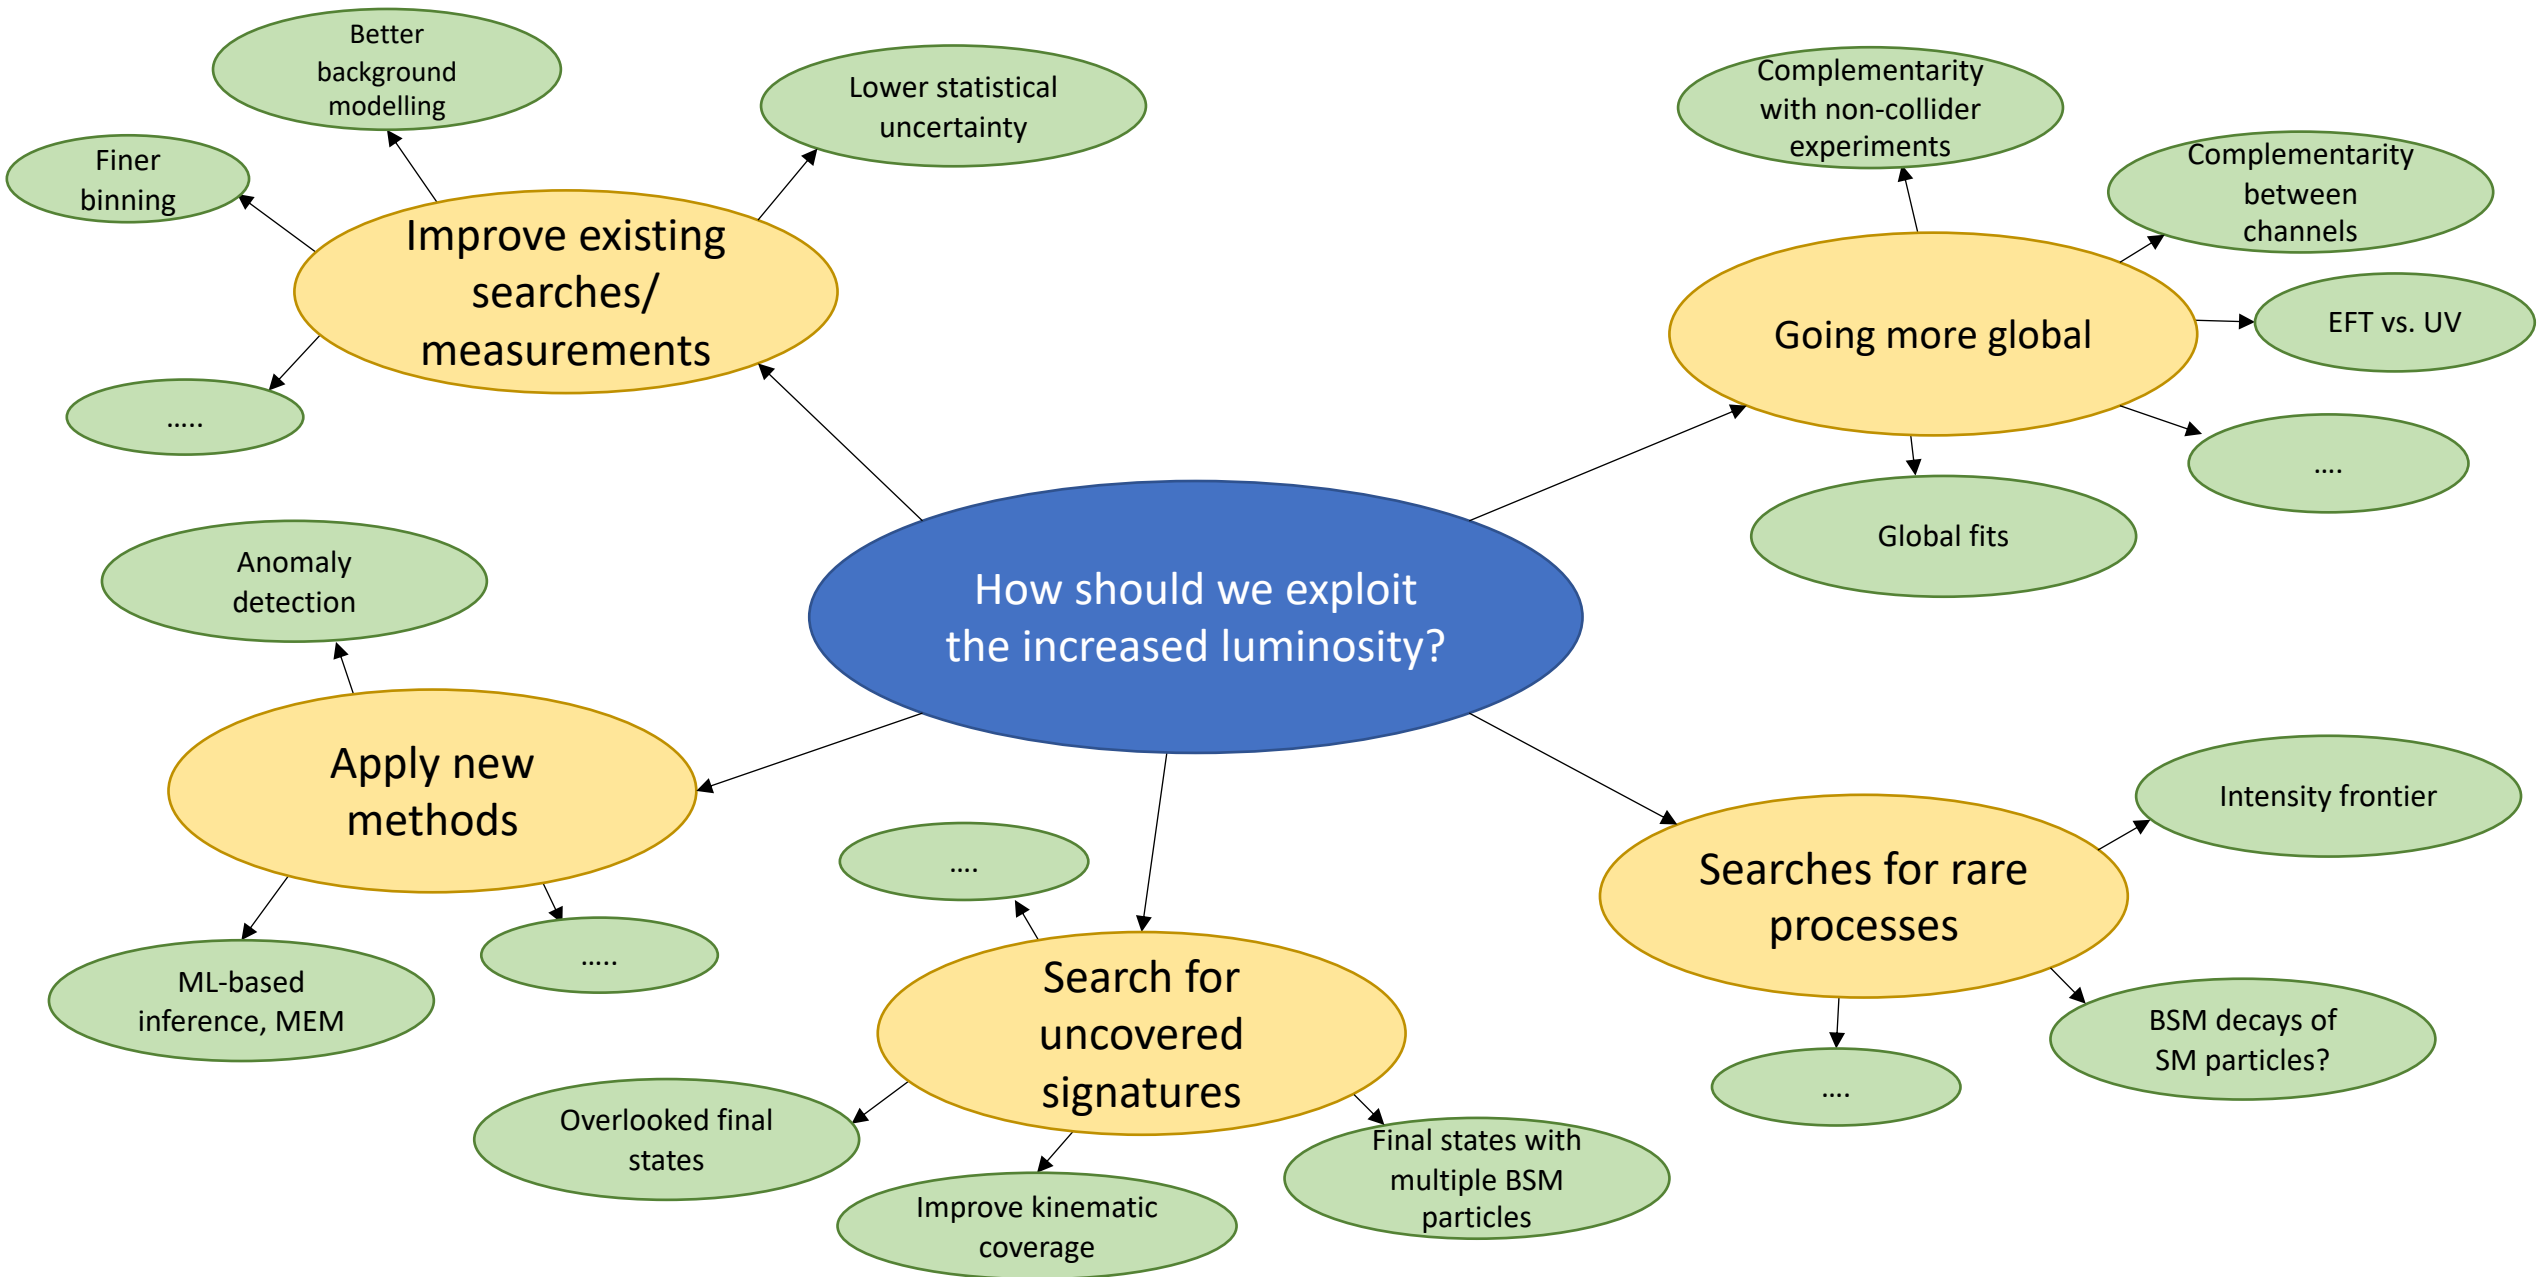 Better
background
modelling
Lower statistical
uncertainty
Finer
binning
Improve existing
searches/
measurements
…..
Complementarity
with non-collider
experiments
Complementarity
between
channels
Going more global
EFT vs. UV
….
Global fits
How should we exploit
the increased luminosity?
Anomaly
detection
Apply new
methods
ML-based
inference, MEM
…..
….
Search for
uncovered
signatures
Overlooked final
states
Improve kinematic
coverage
Final states with
multiple BSM
particles
Intensity frontier
Searches for rare
processes
BSM decays of
SM particles?
….